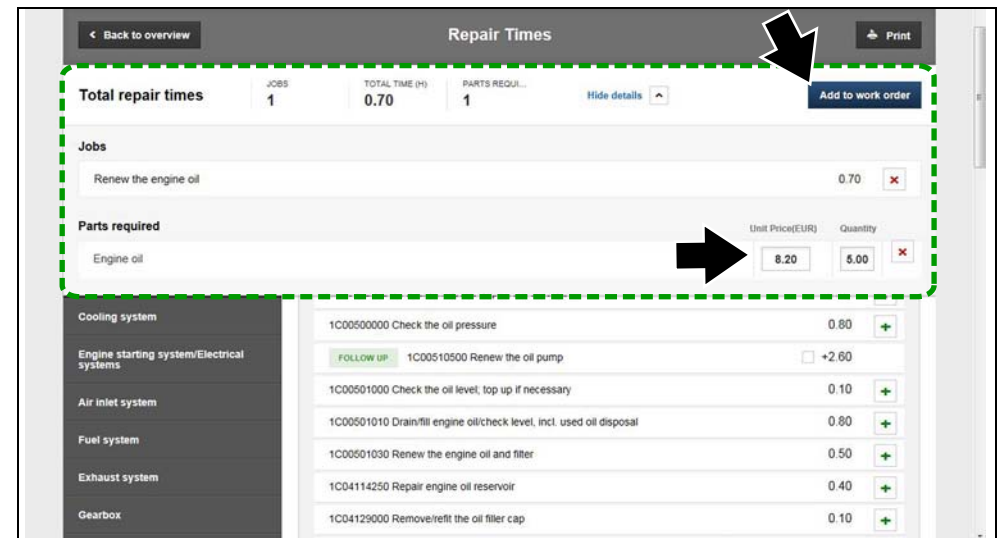 Back to overview
Repair Times
Print
Total repair times
JOBS
1
TOTAL TIME (H)
0.70
PARTS REQUI...
1
Hide details
Add to work order
Jobs
Renew the engine oil 0.70
Parts required
Unit Price(EUR) Quantity
Engine oil 8.20 5.00
Cooling system
Engine starting system/Electrical
systems
Air inlet system
Fuel system
Exhaust system
Gearbox
1C00500000 Check the oil pressure 0.80
FOLLOW UP 1C00510500 Renew the oil pump +2.60
1C00501000 Check the oil level; top up if necessary 0.10
1C00501010 Drain/fill engine oil/check level, incl. used oil disposal 0.80
1C00501030 Renew the engine oil and filter 0.50
1C04114250 Repair engine oil reservoir 0.40
1C04129000 Remove/refit the oil filler cap 0.10